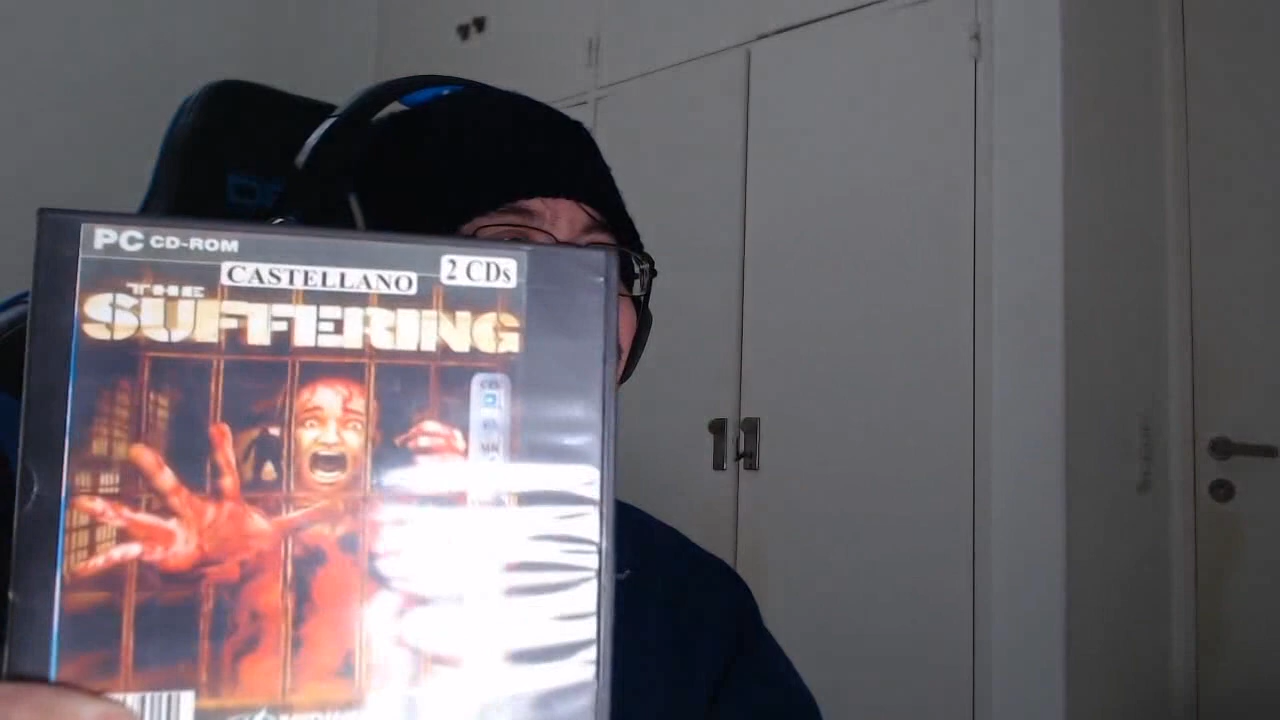 PC CD-ROM
CASTELLANO
2 CDs
THE
SUFFERING